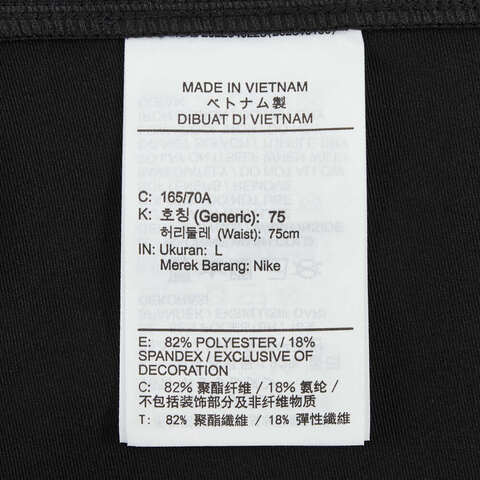 MADE IN VIETNAM
ベトナム製
DIBUAT DI VIETNAM
C: 165/70A
K: 호칭 (Generic): 75
허리둘레 (Waist): 75cm
IN: Ukuran: L
Merek Barang: Nike
E: 82% POLYESTER / 18%
SPANDEX / EXCLUSIVE OF
DECORATION
C: 82% 聚酯纤维 / 18% 氨纶 /
不包括装饰部分及非纤维物质
T: 82% 聚酯纖維 / 18% 彈性纖維